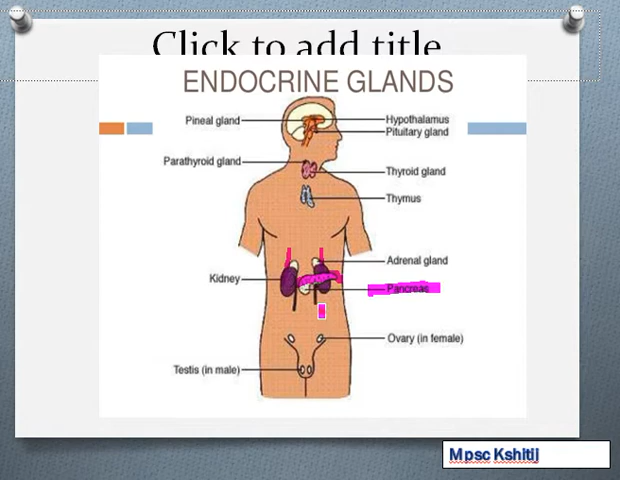 Click to add title
ENDOCRINE GLANDS
Pineal gland
Hypothalamus
Pituitary gland
Parathyroid gland
Thyroid gland
Thymus
Adrenal gland
Kidney
Pancreas
Ovary (in female)
Testis (in male)
Mpsc Kshitij